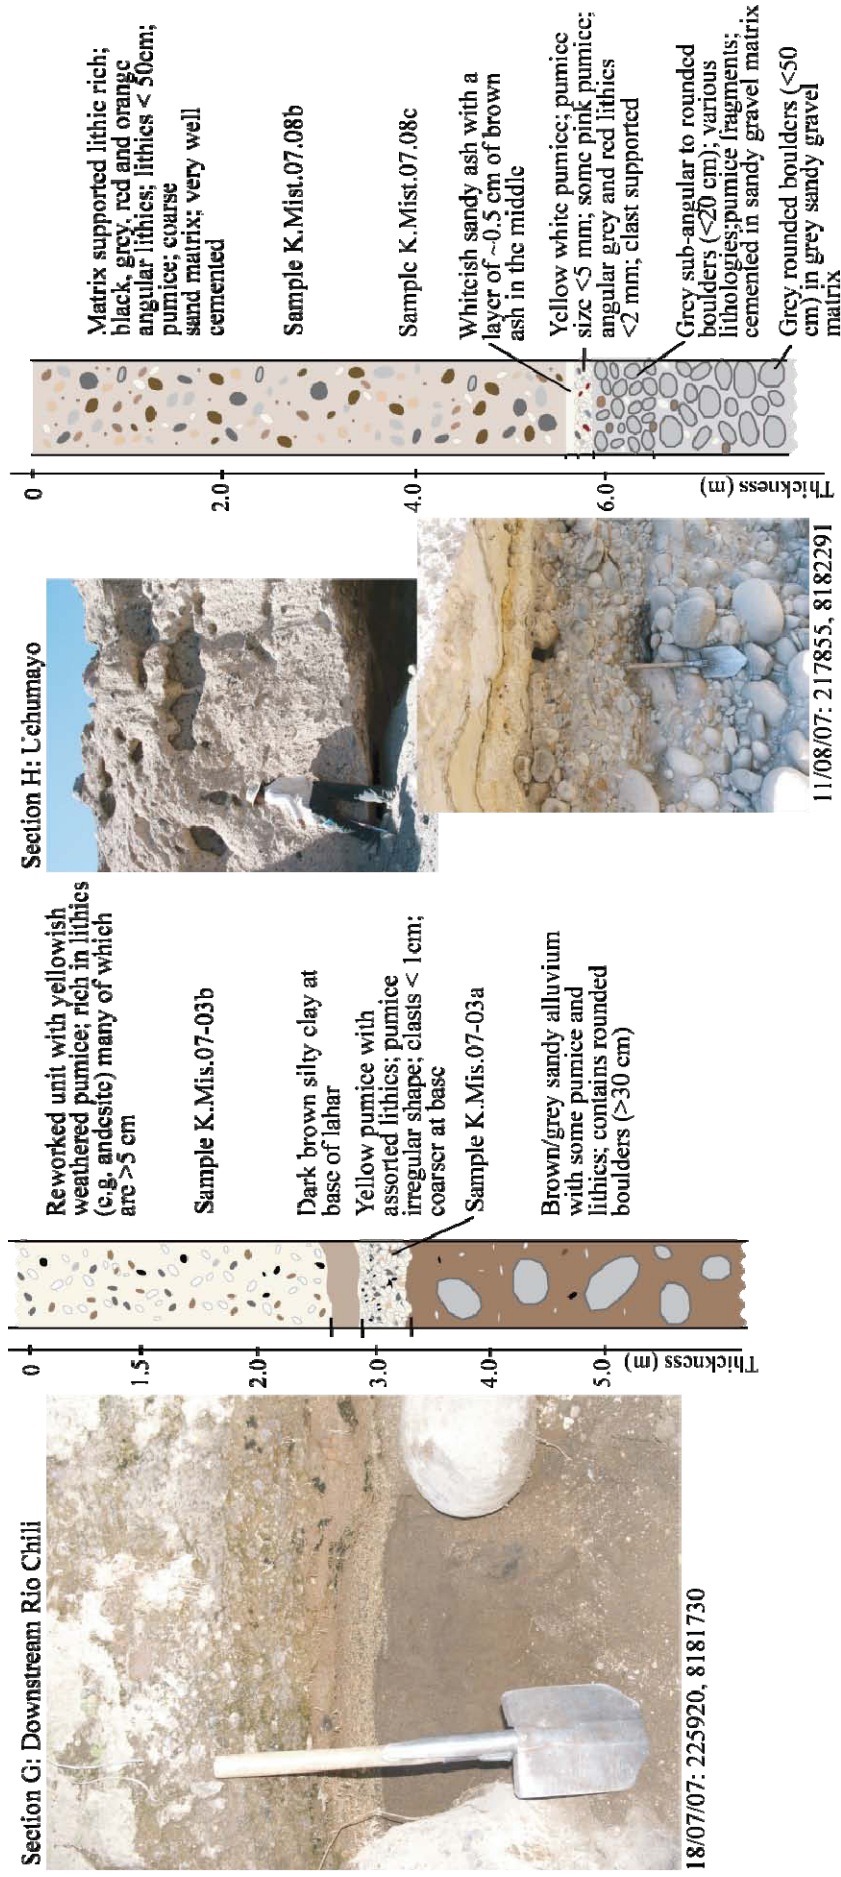 Section G: Downstream Rio Chili
18/07/07: 225920, 8181730
0
1.5
2.0
3.0
4.0
5.0
Thickness (m)
Reworked unit with yellowish
weathered pumice; rich in lithics
(e.g. andesite) many of which
are >5 cm
Sample K.Mis.07-03b
Dark brown silty clay at
base of lahar
Yellow pumice with
assorted lithics; pumice
irregular shape; clasts < 1cm;
coarser at base
Sample K.Mis.07-03a
Brown/grey sandy alluvium
with some pumice and
lithics; contains rounded
boulders (>30 cm)
Section H: Uchumayo
11/08/07: 217855, 8182291
0
2.0
4.0
6.0
Thickness (m)
Matrix supported lithic rich;
black, grey, red and orange
angular lithics; lithics < 50cm;
pumice; coarse
sand matrix; very well
cemented
Sample K.Mist.07.08b
Sample K.Mist.07.08c
Whiteish sandy ash with a
layer of ~0.5 cm of brown
ash in the middle
Yellow white pumice; pumice
size <5 mm; some pink pumice;
angular grey and red lithics
<2 mm; clast supported
Grey sub-angular to rounded
boulders (<20 cm); various
lithologies;pumice fragments;
cemented in sandy gravel matrix
Grey rounded boulders (<50
cm) in grey sandy gravel
matrix